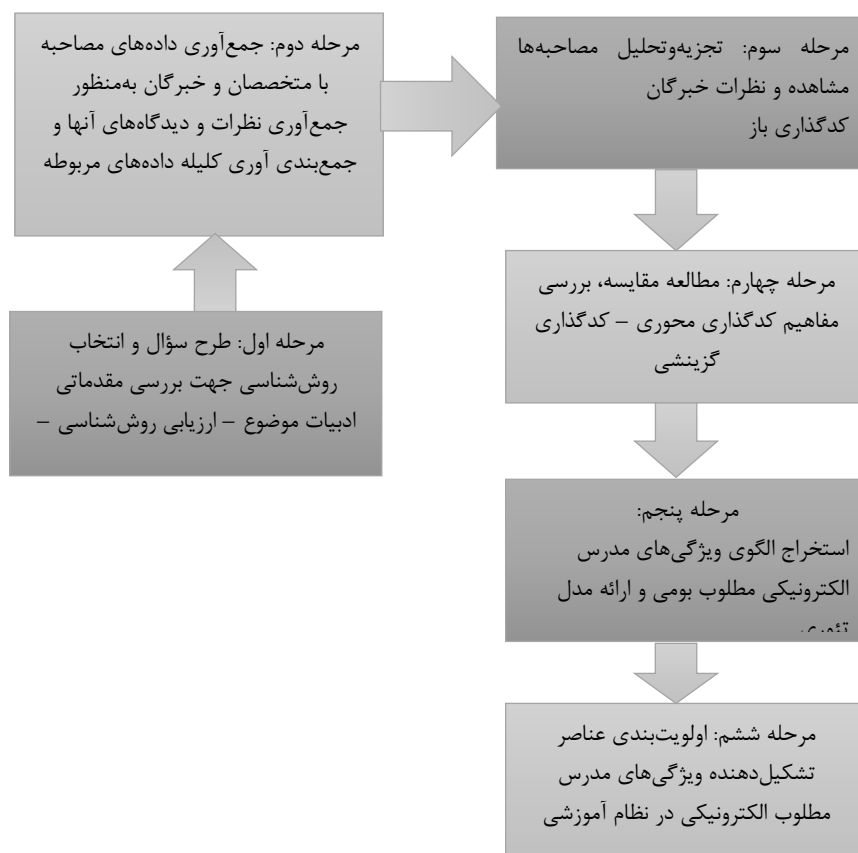 مرحله اول: طرح سؤال و انتخاب
روش‌شناسی جهت بررسی مقدماتی
ادبیات موضوع – ارزیابی روش‌شناسی –
مرحله دوم: جمع‌آوری داده‌های مصاحبه
با متخصصان و خبرگان به‌منظور
جمع‌آوری نظرات و دیدگاه‌های آنها و
جمع‌بندی آوری کلیله داده‌های مربوطه
مرحله سوم: تجزیه‌وتحلیل مصاحبه‌ها
مشاهده و نظرات خبرگان
کدگذاری باز
مرحله چهارم: مطالعه مقایسه، بررسی
مفاهیم کدگذاری محوری – کدگذاری
گزینشی
مرحله پنجم:
استخراج الگوی ویژگی‌های مدرس
الکترونیکی مطلوب بومی و ارائه مدل
مرحله ششم: اولویت‌بندی عناصر
تشکیل‌دهنده ویژگی‌های مدرس
مطلوب الکترونیکی در نظام آموزشی